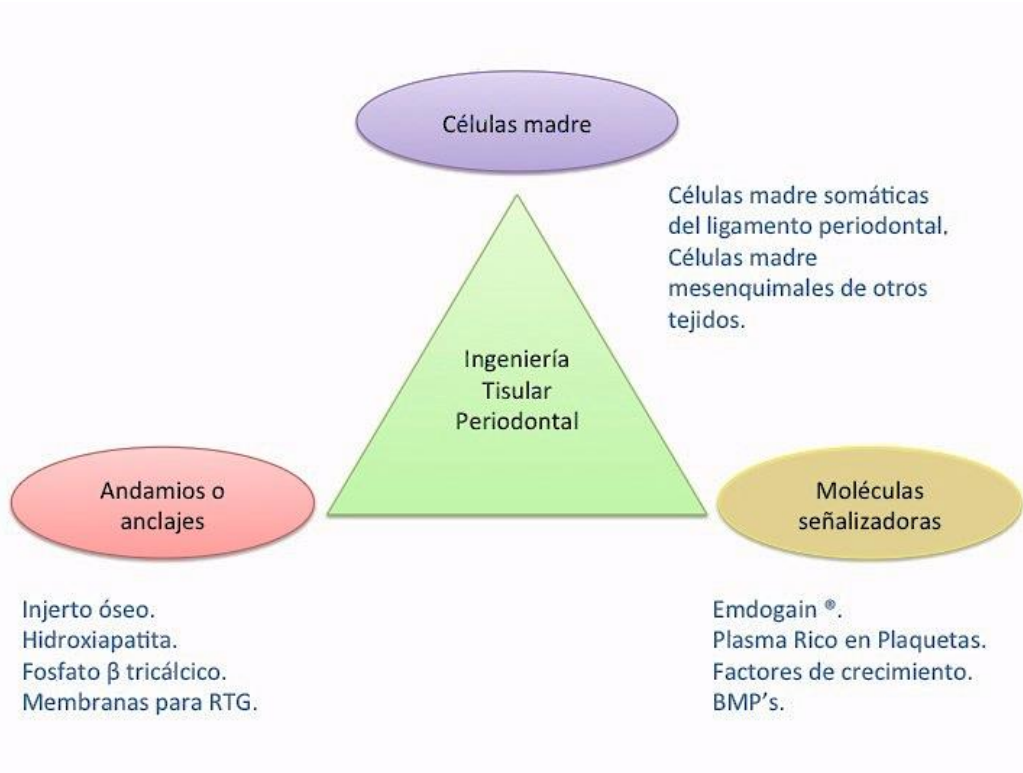 Células madre
Células madre somáticas
del ligamento periodontal.
Células madre
mesenquimales de otros
tejidos.
Ingeniería
Tisular
Periodontal
Andamios o
anclajes
Moléculas
señalizadoras
Injerto óseo.
Hidroxiapatita.
Fosfato β tricálcico.
Membranas para RTG.
Emdogain ®.
Plasma Rico en Plaquetas.
Factores de crecimiento.
BMP’s.